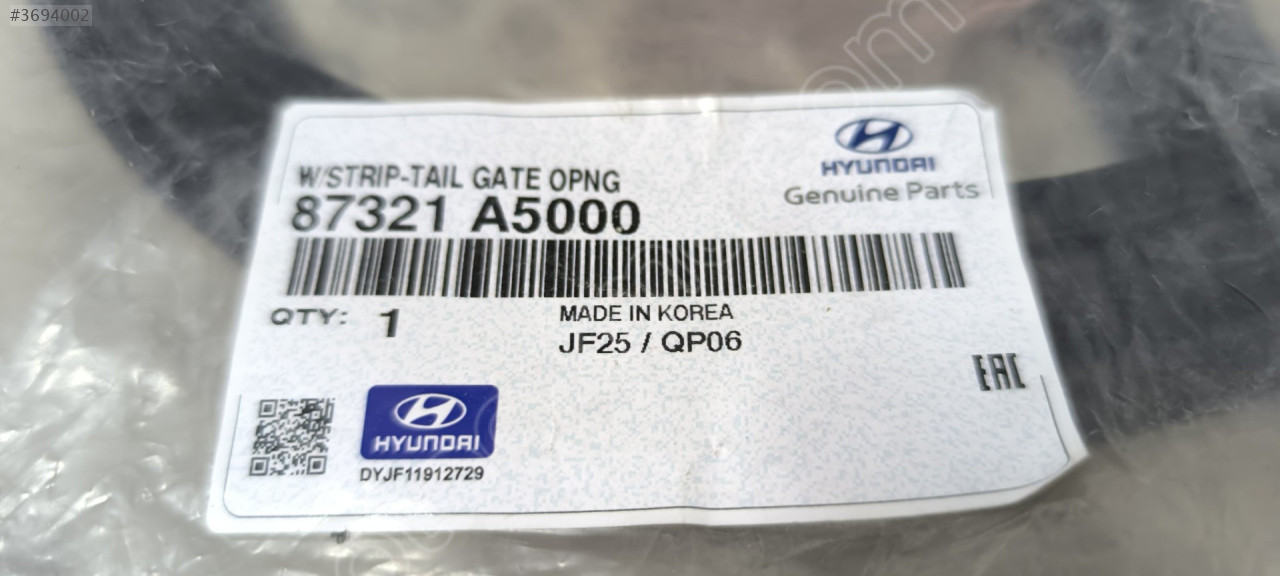 #3694002
HYUNDAI
Genuine Parts
W/STRIP-TAIL GATE OPNG
87321 A5000
QTY: 1
MADE IN KOREA
JF25 / QP06
EAC
HYUNDAI
DYJF11912729